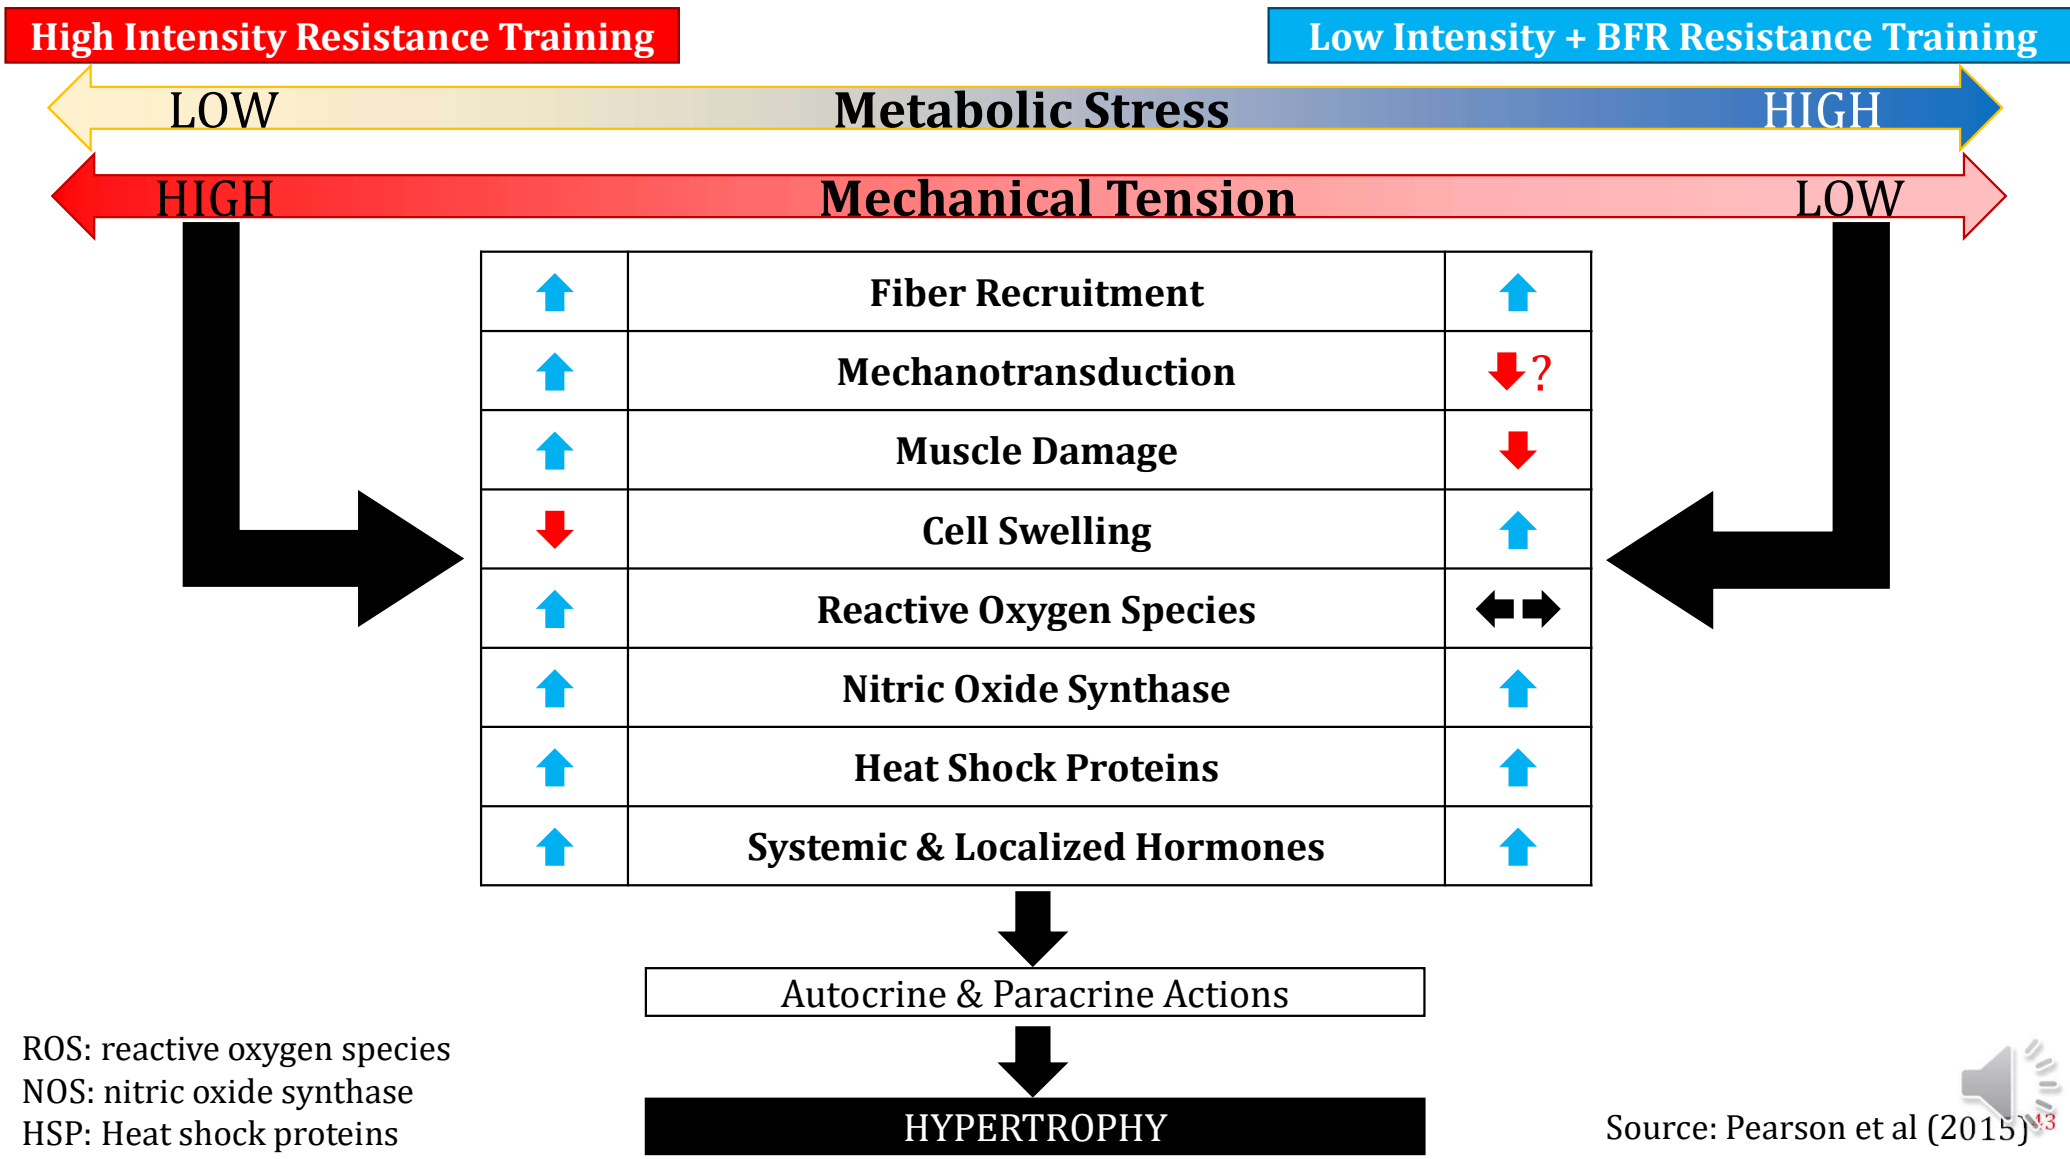 High Intensity Resistance Training
Low Intensity + BFR Resistance Training
LOW Metabolic Stress HIGH
HIGH Mechanical Tension LOW
Fiber Recruitment
Mechanotransduction ?
Muscle Damage
Cell Swelling
Reactive Oxygen Species
Nitric Oxide Synthase
Heat Shock Proteins
Systemic & Localized Hormones
Autocrine & Paracrine Actions
HYPERTROPHY
ROS: reactive oxygen species
NOS: nitric oxide synthase
HSP: Heat shock proteins
Source: Pearson et al (2015)43